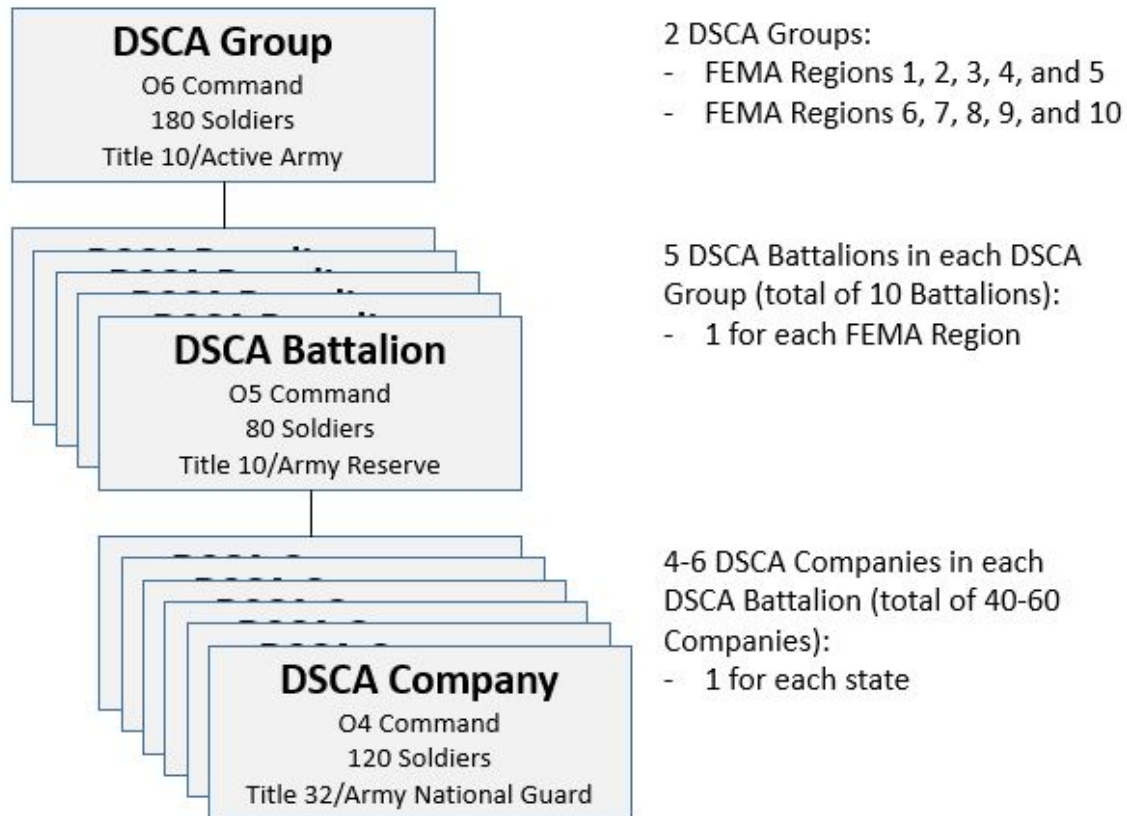 DSCA Group
O6 Command
180 Soldiers
Title 10/Active Army
2 DSCA Groups:
- FEMA Regions 1, 2, 3, 4, and 5
- FEMA Regions 6, 7, 8, 9, and 10
DSCA Battalion
O5 Command
80 Soldiers
Title 10/Army Reserve
5 DSCA Battalions in each DSCA
Group (total of 10 Battalions):
- 1 for each FEMA Region
DSCA Company
O4 Command
120 Soldiers
Title 32/Army National Guard
4-6 DSCA Companies in each
DSCA Battalion (total of 40-60
Companies):
- 1 for each state